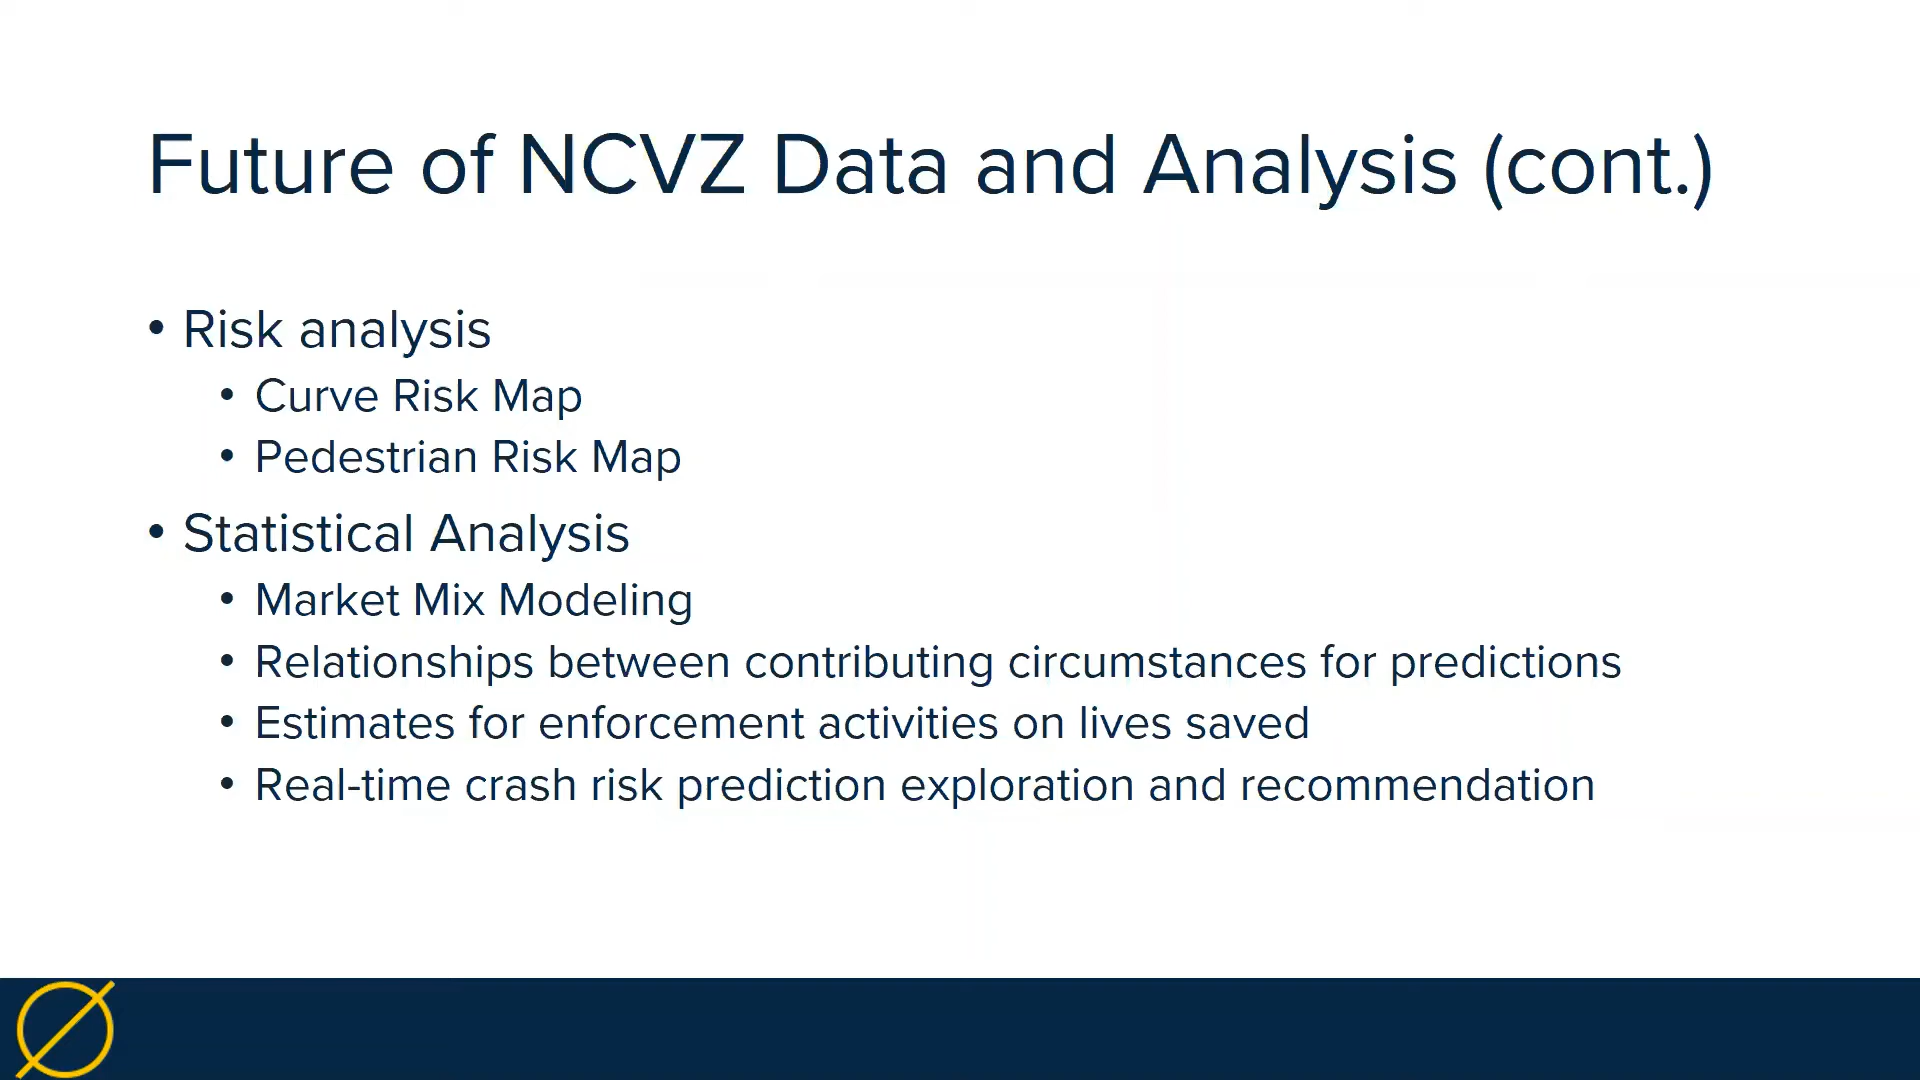 Future of NCVZ Data and Analysis (cont.)
• Risk analysis
• Curve Risk Map
• Pedestrian Risk Map
• Statistical Analysis
• Market Mix Modeling
• Relationships between contributing circumstances for predictions
• Estimates for enforcement activities on lives saved
• Real-time crash risk prediction exploration and recommendation